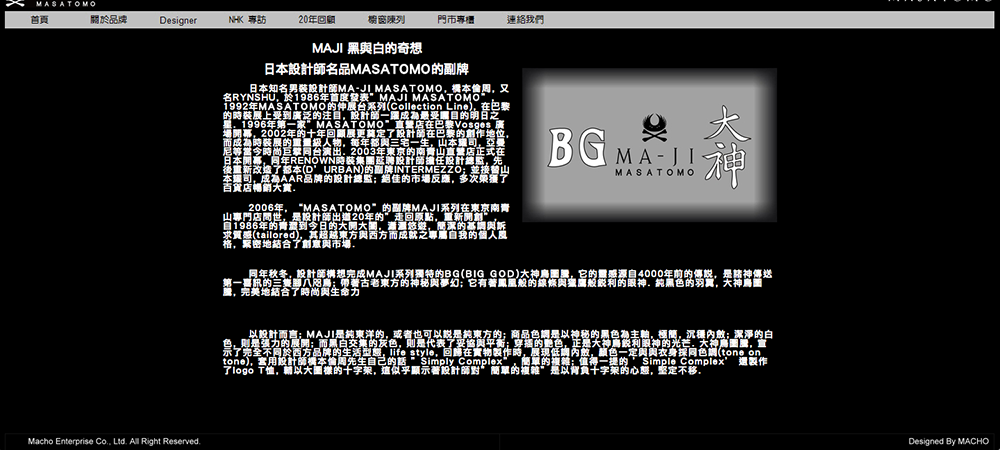 MASATOMO
首頁 關於品牌 Designer NHK 專訪 20年回顧 櫥窗陳列 門市專櫃 連絡我們
MAJI 黑與白的奇想
日本設計師名品MASATOMO的副牌
日本知名男裝設計師MA-JI MASATOMO, 橋本倫周, 又
名RYNSHU, 於1986年首度發表”MAJI MASATOMO”
1992年MASATOMO的伸展台系列(Collection Line), 在巴黎
的時裝展上受到廣泛的注目, 設計師一躍成為最受矚目的明日之
星. 1996年第一家”MASATOMO”直營店在巴黎Vosges 廣
場開幕, 2002年的十年回顧展更奠定了設計師在巴黎的創作地位,
而成為時裝展的重量級人物, 每年都與三宅一生, 山本耀司, 亞曼
尼等當今時尚巨擘同台演出. 2003年東京的南青山直營店正式在
日本開幕, 同年RENOWN時裝集團延聘設計師擔任設計總監, 先
後重新改造了都本(D’URBAN)的副牌INTERMEZZO; 並接替山
本耀司, 成為AAR品牌的設計總監; 絕佳的市場反應, 多次榮獲了
百貨店暢銷大賞.
BG MA-JI MASATOMO 大神
2006年, “MASATOMO”的副牌MAJI系列在東京南青
山專門店問世, 是設計師出道20年的”走回原點, 重新開創”,
自1986年的青澀到今日的大開大闔, 瀟灑悠遊, 簡潔的基調與訴
求質感(tailored), 其超越東方與西方而成就之專屬自我的個人風
格, 緊密地結合了創意與市場.
同年秋冬, 設計師構想完成MAJI系列獨特的BG(BIG GOD)大神鳥圖騰, 它的靈感源自4000年前的傳說, 是諸神傳送
第一喜訊的三隻腳八咫鳥; 帶著古老東方的神秘與夢幻; 它有著鳳凰般的線條與獵鷹般銳利的眼神. 純黑色的羽翼, 大神鳥圖
騰, 完美地結合了時尚與生命力
以設計而言; MAJI是純東洋的, 或者也可以說是純東方的; 商品色調是以神秘的黑色為主軸, 極簡, 沉穩內斂; 潔淨的白
色, 則是張力的展開; 而黑白交集的灰色, 則是代表了妥協與平衡; 穿插的艷色, 正是大神鳥銳利眼神的光芒. 大神鳥圖騰, 宣
示了完全不同於西方品牌的生活型態, life style, 回歸在實物製作時, 展現低調內斂, 顏色一定與與衣身採同色調(tone on
tone), 套用設計師橋本倫周先生自己的話 ”Simply Complex”, 簡單的複雜; 值得一提的’Simple Complex’ 還製作
了logo T恤, 輔以大圖樣的十字架, 這似乎顯示著設計師對”簡單的複雜”是以背負十字架的心態, 堅定不移.
Macho Enterprise Co., Ltd. All Right Reserved.
Designed By MACHO